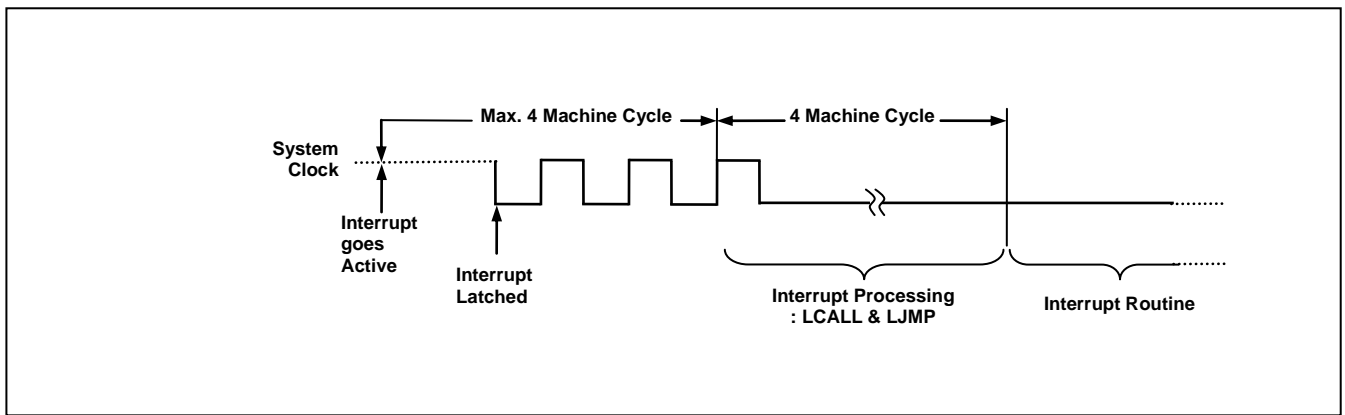 Max. 4 Machine Cycle
4 Machine Cycle
System
Clock
Interrupt
goes
Active
Interrupt
Latched
Interrupt Processing
: LCALL & LJMP
Interrupt Routine